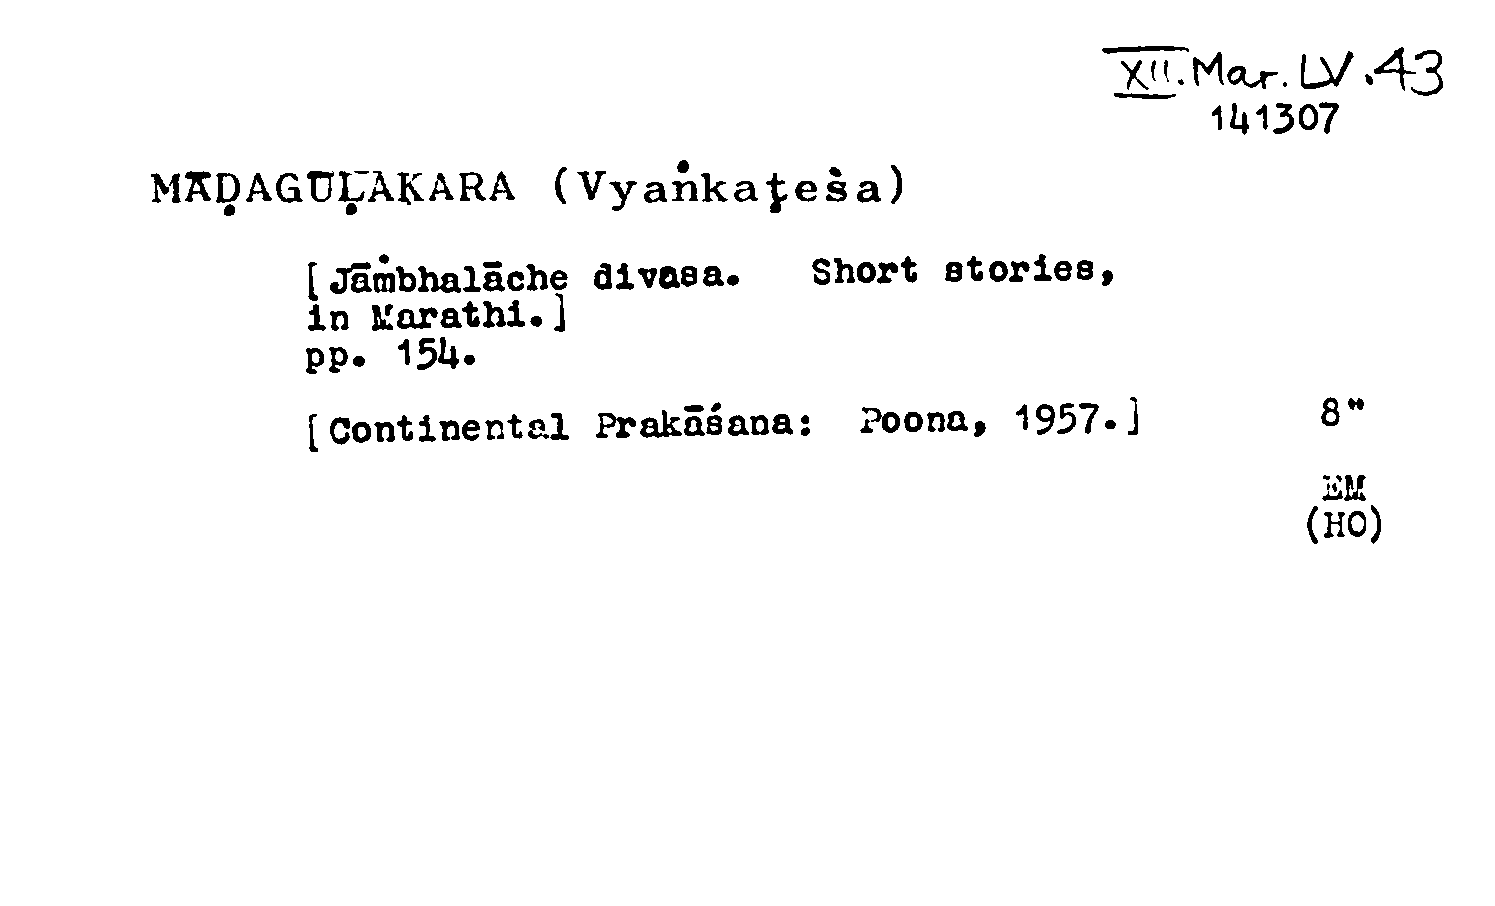 XII.Mar.LV.43
141307
MĀḌAGŪḶAKARA (Vyaṅkaṭeśa)
[Jāṁbhalāche divasa. Short stories,
in Marathi.]
pp. 154.
[Continental Prakāśana: Poona, 1957.] 8"
EM
(HO)